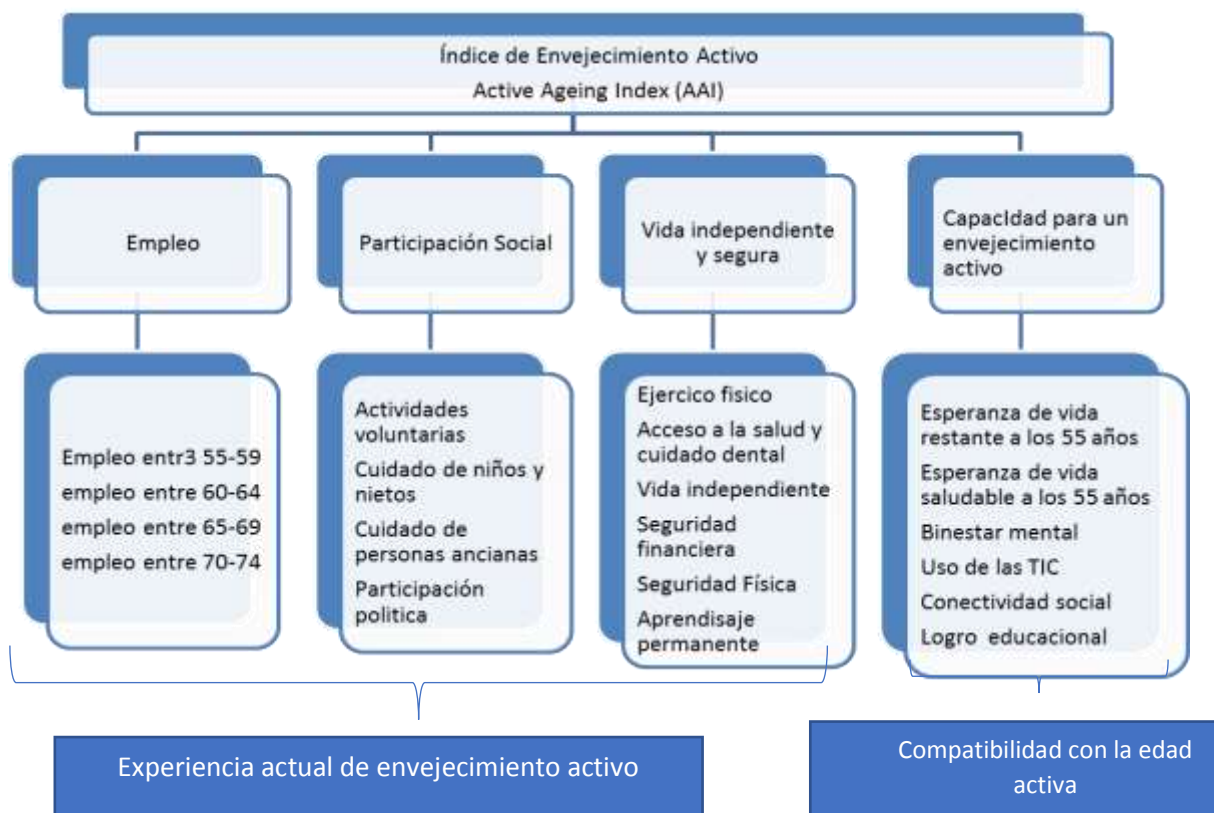 Índice de Envejecimiento Activo
Active Ageing Index (AAI)
Empleo
Participación Social
Vida independiente
y segura
CapacIdad para un
envejecimiento
activo
Empleo entr3 55-59
empleo entre 60-64
empleo entre 65-69
empleo entre 70-74
Actividades
voluntarias
Cuidado de niños y
nietos
Cuidado de
personas ancianas
Participación
politica
Ejercico fisico
Acceso a la salud y
cuidado dental
Vida independiente
Seguridad
financiera
Seguridad Física
Aprendisaje
permanente
Esperanza de vida
restante a los 55 años
Esperanza de vida
saludable a los 55 años
Binestar mental
Uso de las TIC
Conectividad social
Logro educacional
Experiencia actual de envejecimiento activo
Compatibilidad con la edad
activa